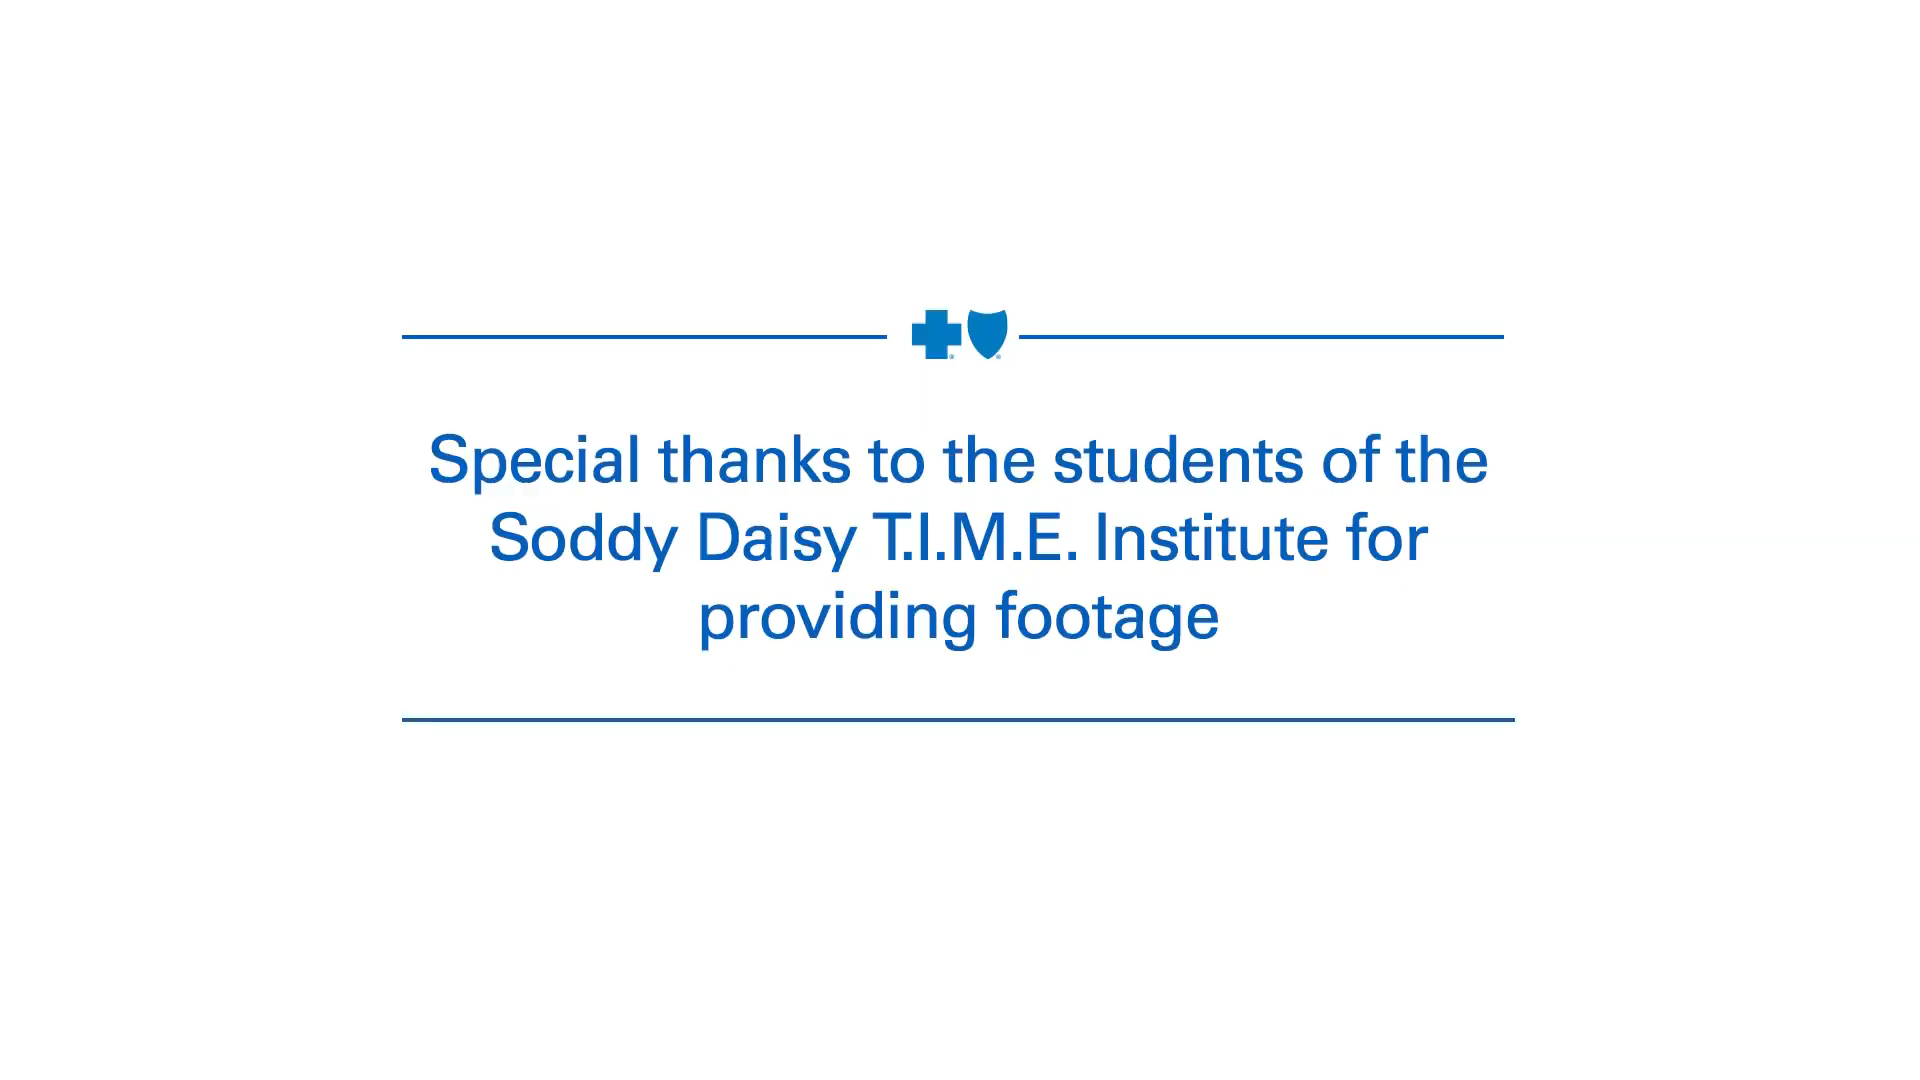 Special thanks to the students of the
Soddy Daisy T.I.M.E. Institute for
providing footage